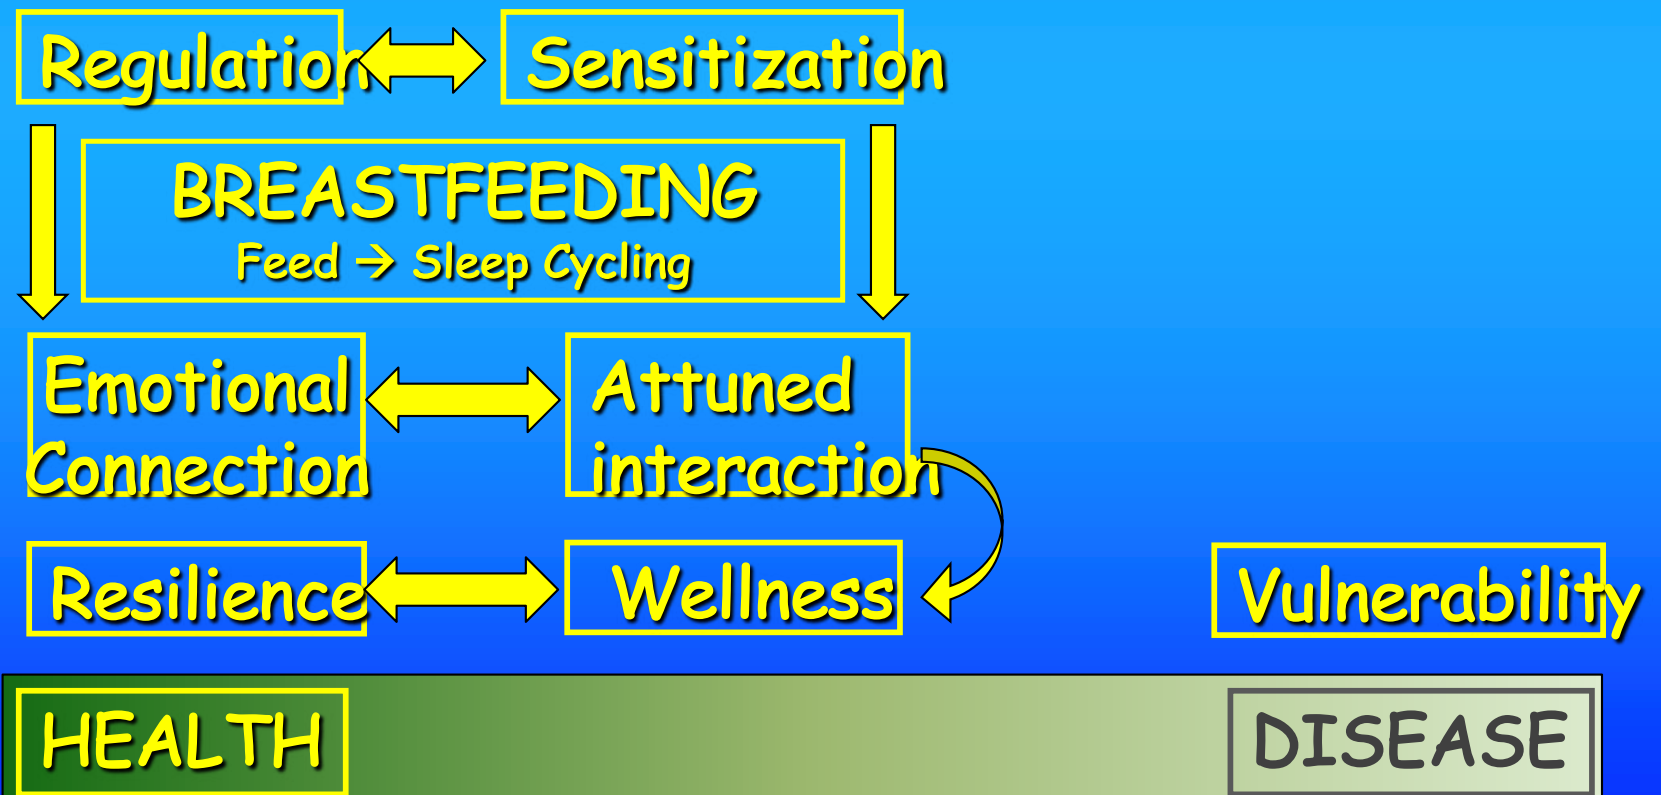 Regulation
Sensitization
BREASTFEEDING
Feed → Sleep Cycling
Emotional
Connection
Attuned
interaction
Resilience
Wellness
Vulnerability
HEALTH
DISEASE